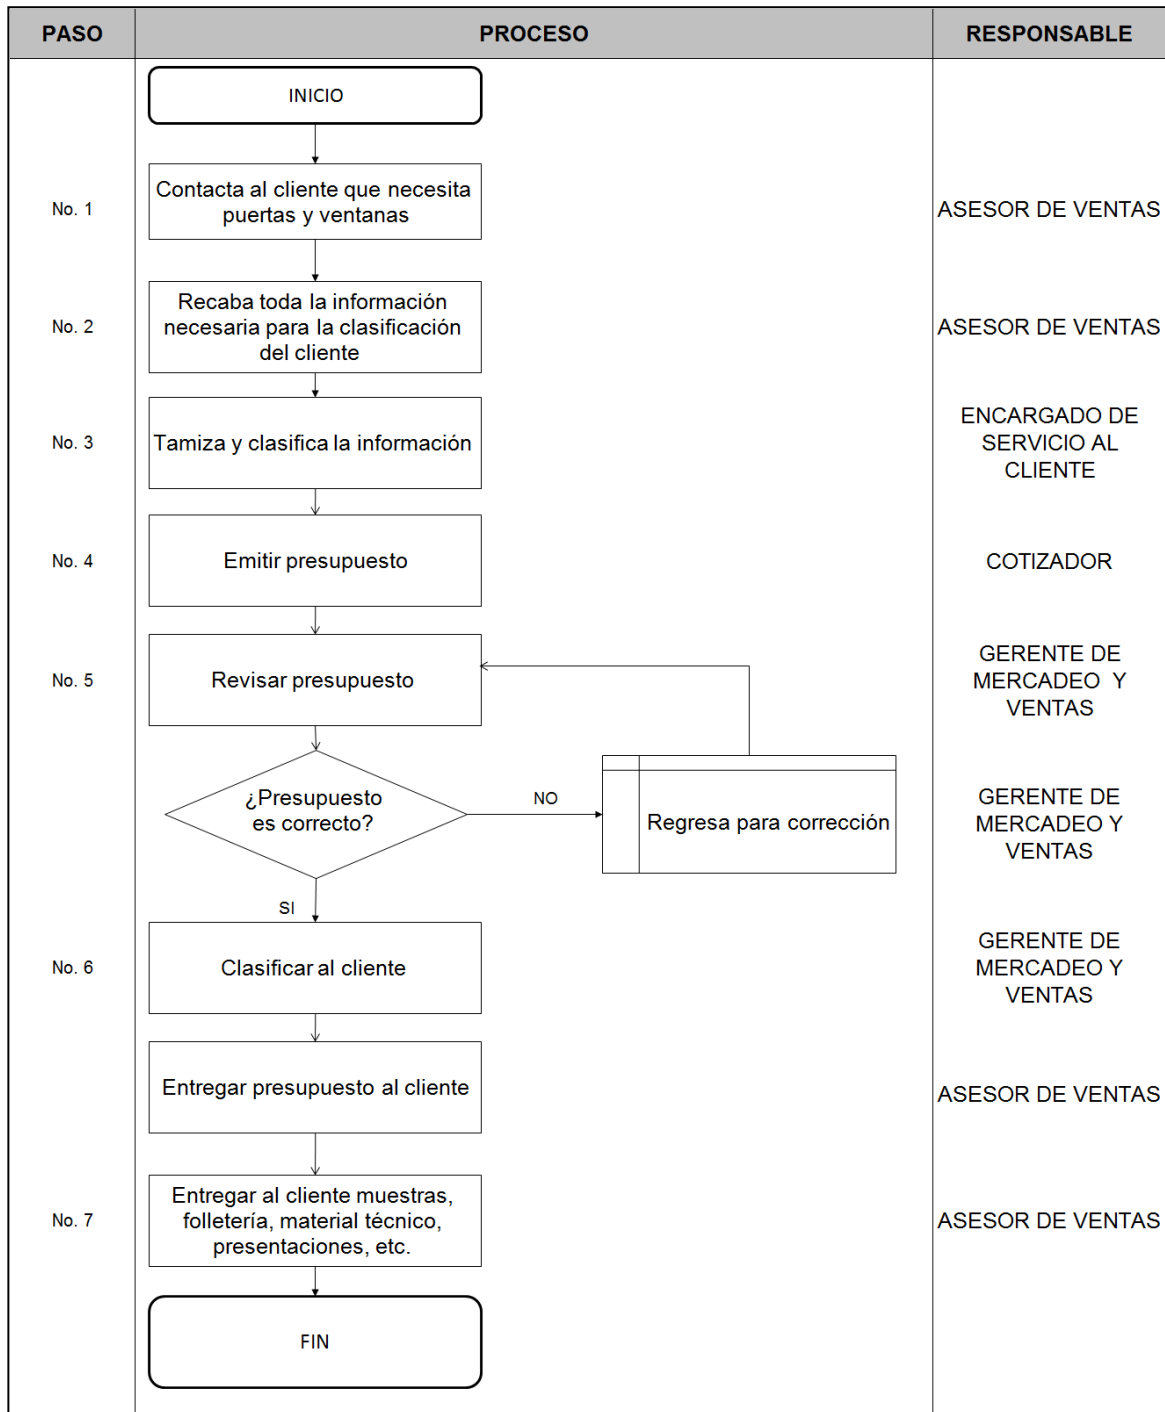 PASO PROCESO RESPONSABLE
INICIO
No. 1
Contacta al cliente que necesita
puertas y ventanas
ASESOR DE VENTAS
No. 2
Recaba toda la información
necesaria para la clasificación
del cliente
ASESOR DE VENTAS
No. 3
Tamiza y clasifica la información
ENCARGADO DE
SERVICIO AL
CLIENTE
No. 4
Emitir presupuesto
COTIZADOR
No. 5
Revisar presupuesto
GERENTE DE
MERCADEO Y
VENTAS
¿Presupuesto
es correcto?
NO
Regresa para corrección
GERENTE DE
MERCADEO Y
VENTAS
SI
No. 6
Clasificar al cliente
GERENTE DE
MERCADEO Y
VENTAS
Entregar presupuesto al cliente
ASESOR DE VENTAS
No. 7
Entregar al cliente muestras,
folletería, material técnico,
presentaciones, etc.
ASESOR DE VENTAS
FIN